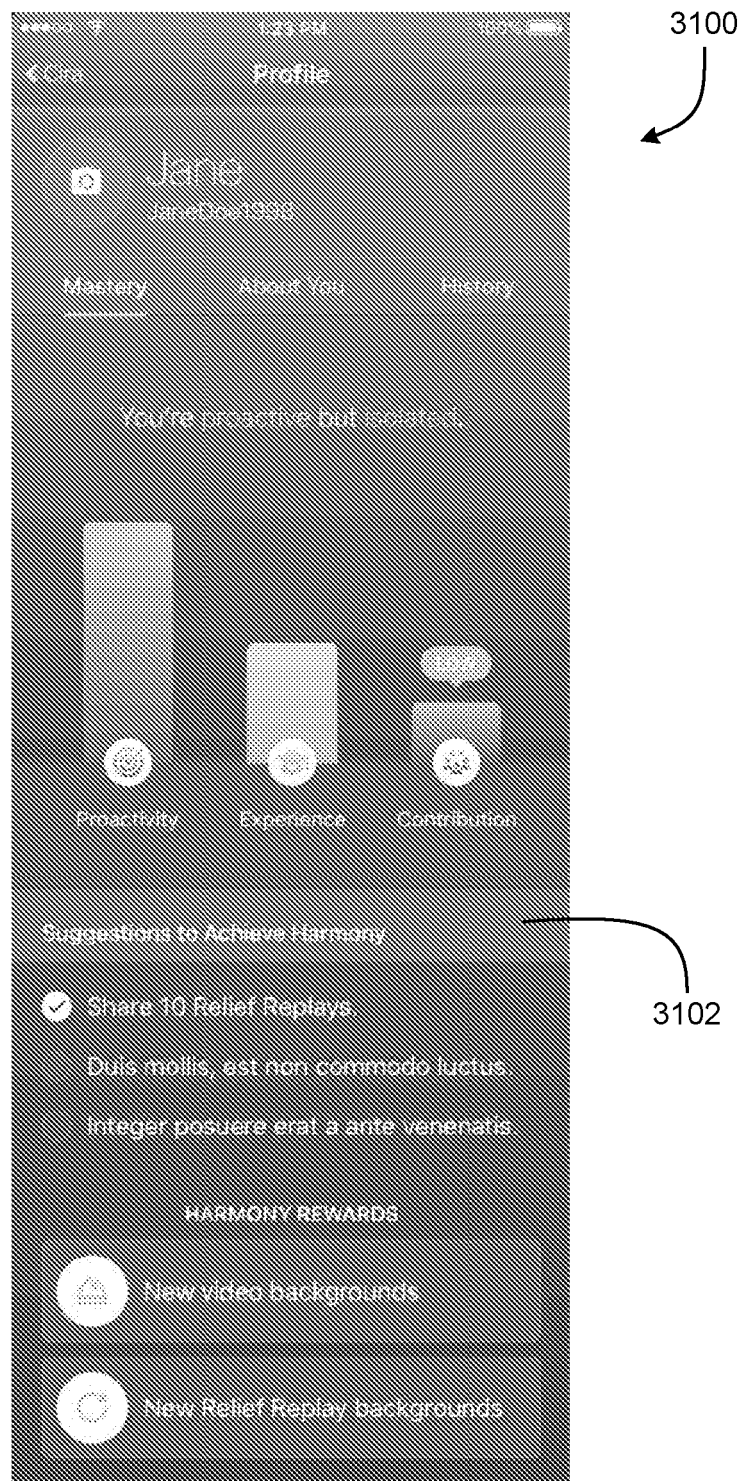 3100
1:23 PM 100%
Profile
Jane
JaneDoe1993
Mastery About You History
You're proactive but isolated.
Proactivity Experience Contribution
Suggestions to Achieve Harmony
3102
Share 10 Relief Replays.
Duis mollis, est non commodo luctus.
Integer posuere erat a ante venenatis.
HARMONY REWARDS
New video backgrounds
New Relief Replay backgrounds